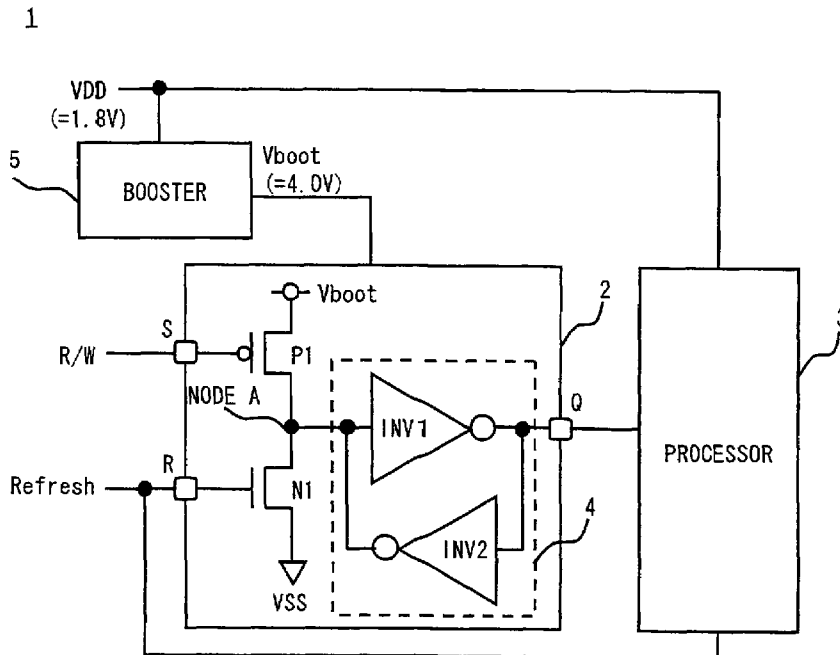 1
VDD
(=1.8V)
5
BOOSTER
Vboot
(=4.0V)
Vboot
2
3
S
R/W
P1
NODE A
INV1
Q
PROCESSOR
R
Refresh
N1
INV2
4
VSS